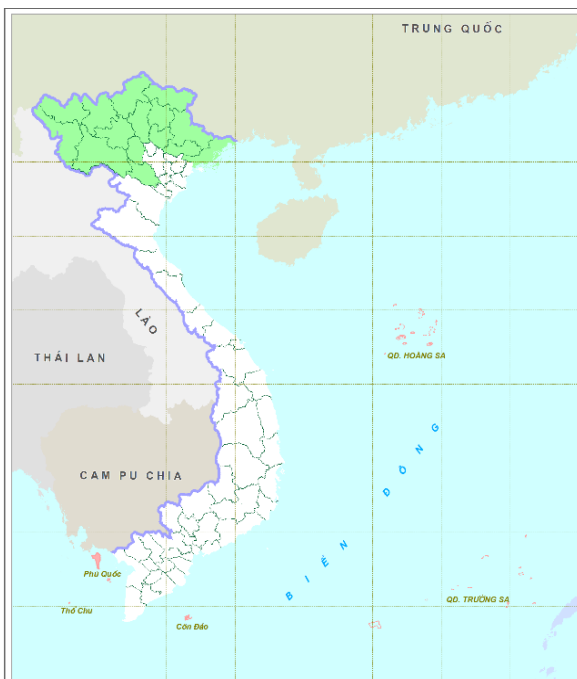 TRUNG QUỐC
LÀO
QĐ. HOÀNG SA
THÁI LAN
BIỂN ĐÔNG
CAM PU CHIA
Phú Quốc
QĐ. TRƯỜNG SA
Thổ Chu
Côn Đảo